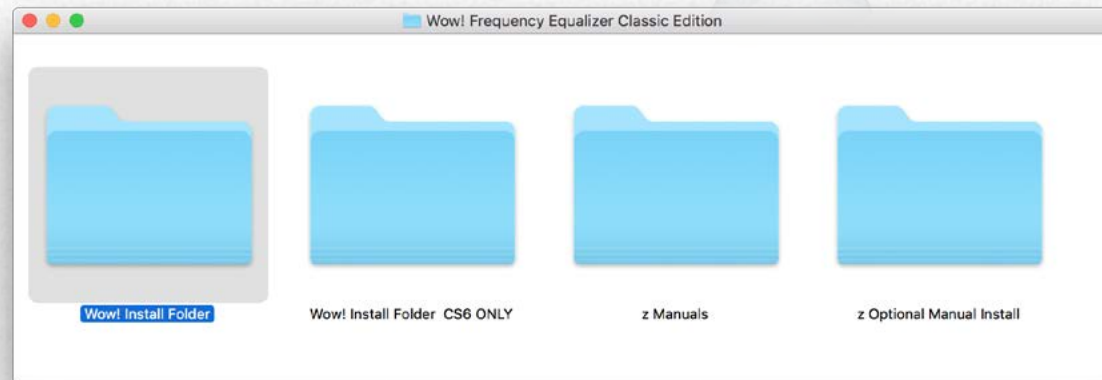 Wow! Frequency Equalizer Classic Edition
Wow! Install Folder
Wow! Install Folder  CS6 ONLY
z Manuals
z Optional Manual Install